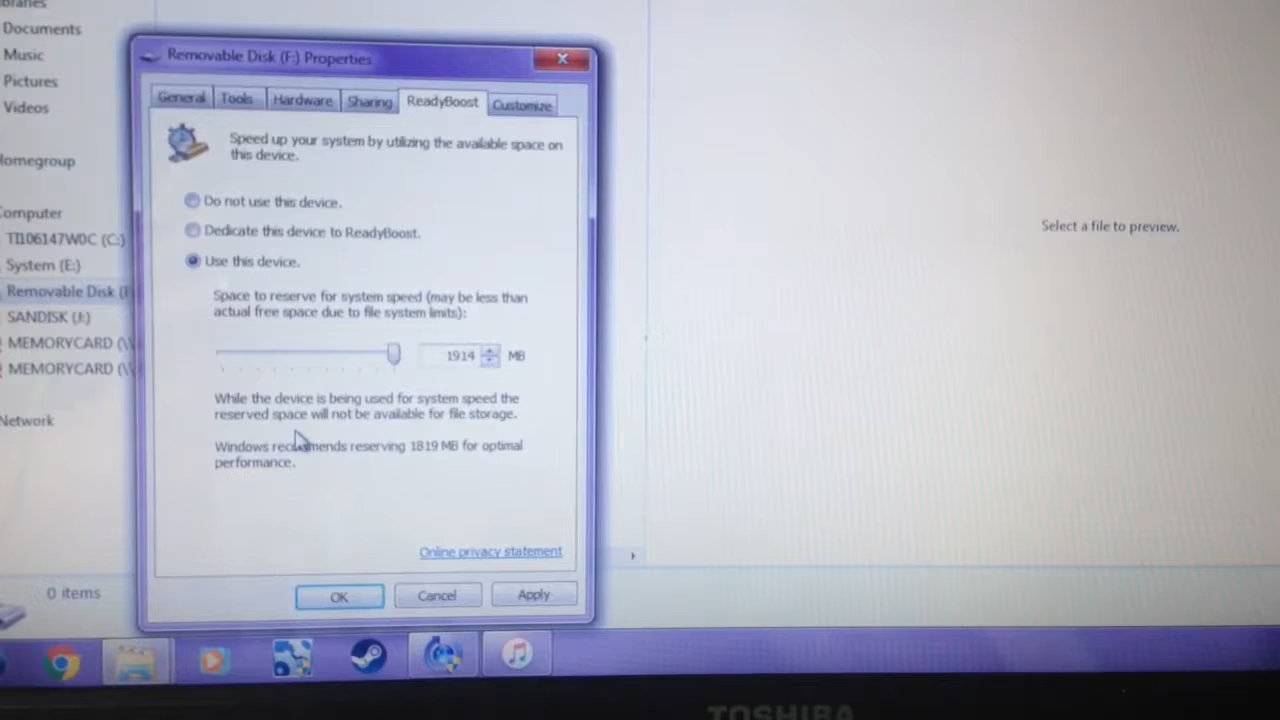 Documents
Music
Pictures
Videos
Homegroup
Computer
TI106147W0C (C:)
System (E:)
Removable Disk (F
SANDISK (J:)
MEMORYCARD (\\
MEMORYCARD (\\
Network
0 items
Removable Disk (F:) Properties
General Tools Hardware Sharing ReadyBoost Customize
Speed up your system by utilizing the available space on
this device.
Do not use this device.
Dedicate this device to ReadyBoost.
Use this device.
Space to reserve for system speed (may be less than
actual free space due to file system limits):
1914 MB
While the device is being used for system speed the
reserved space will not be available for file storage.
Windows recommends reserving 1819 MB for optimal
performance.
Online privacy statement
OK Cancel Apply
Select a file to preview.
TOSHIBA